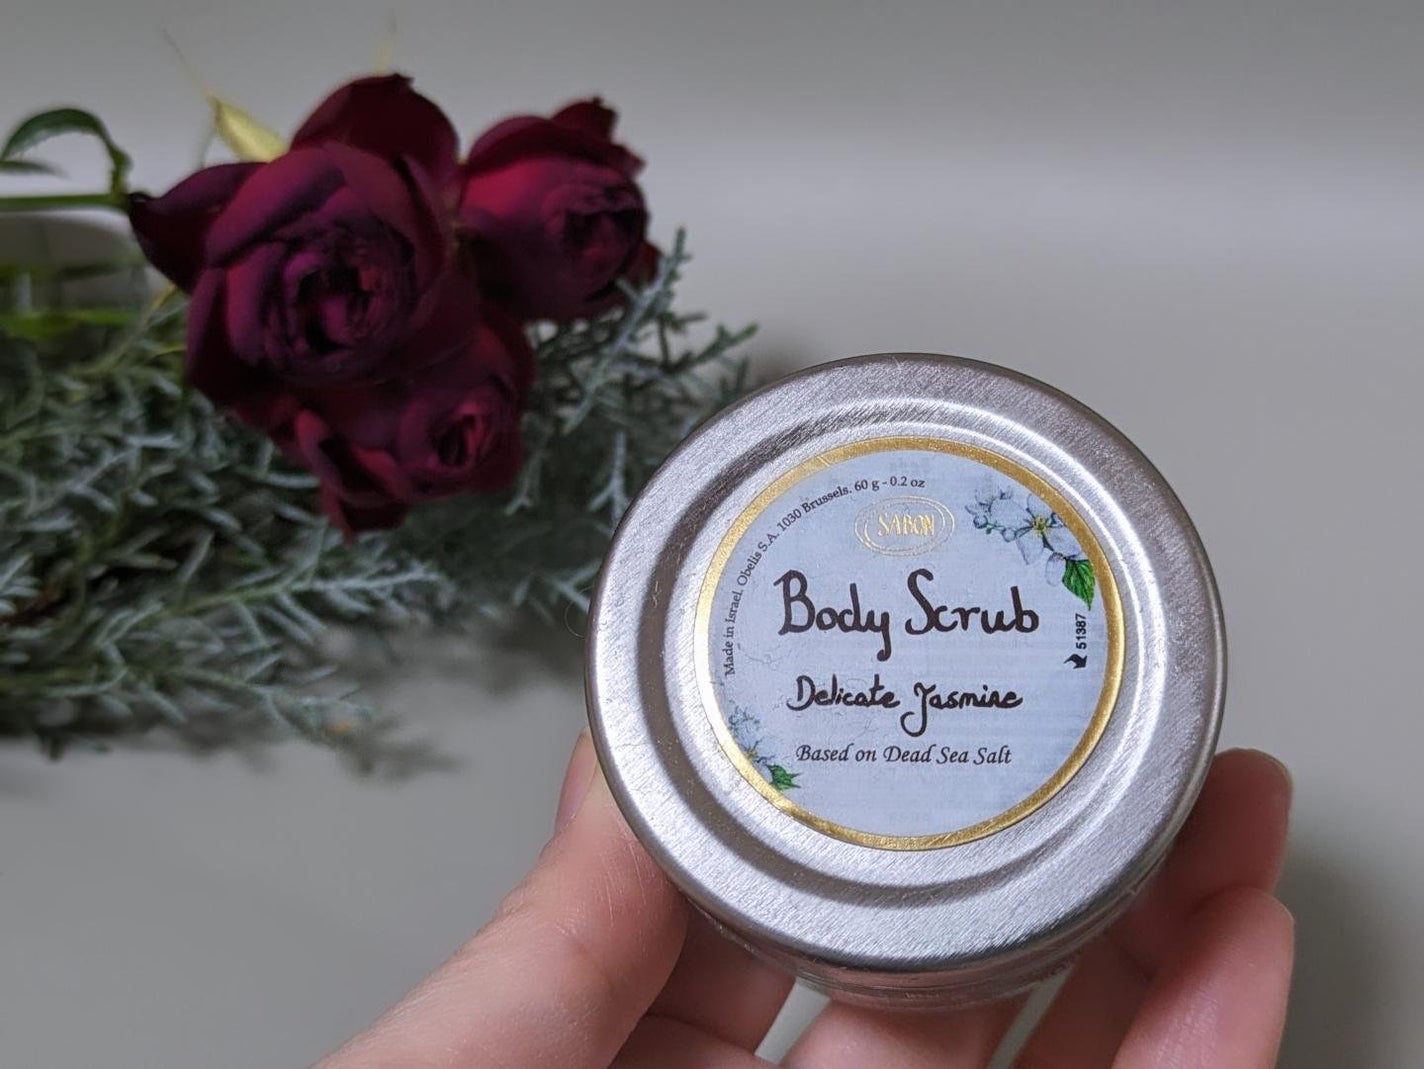 Made in Israel. Obelis S.A. 1030 Brussels. 60 g - 0.2 oz
SABON
Body Scrub
51387
Delicate Jasmine
Based on Dead Sea Salt